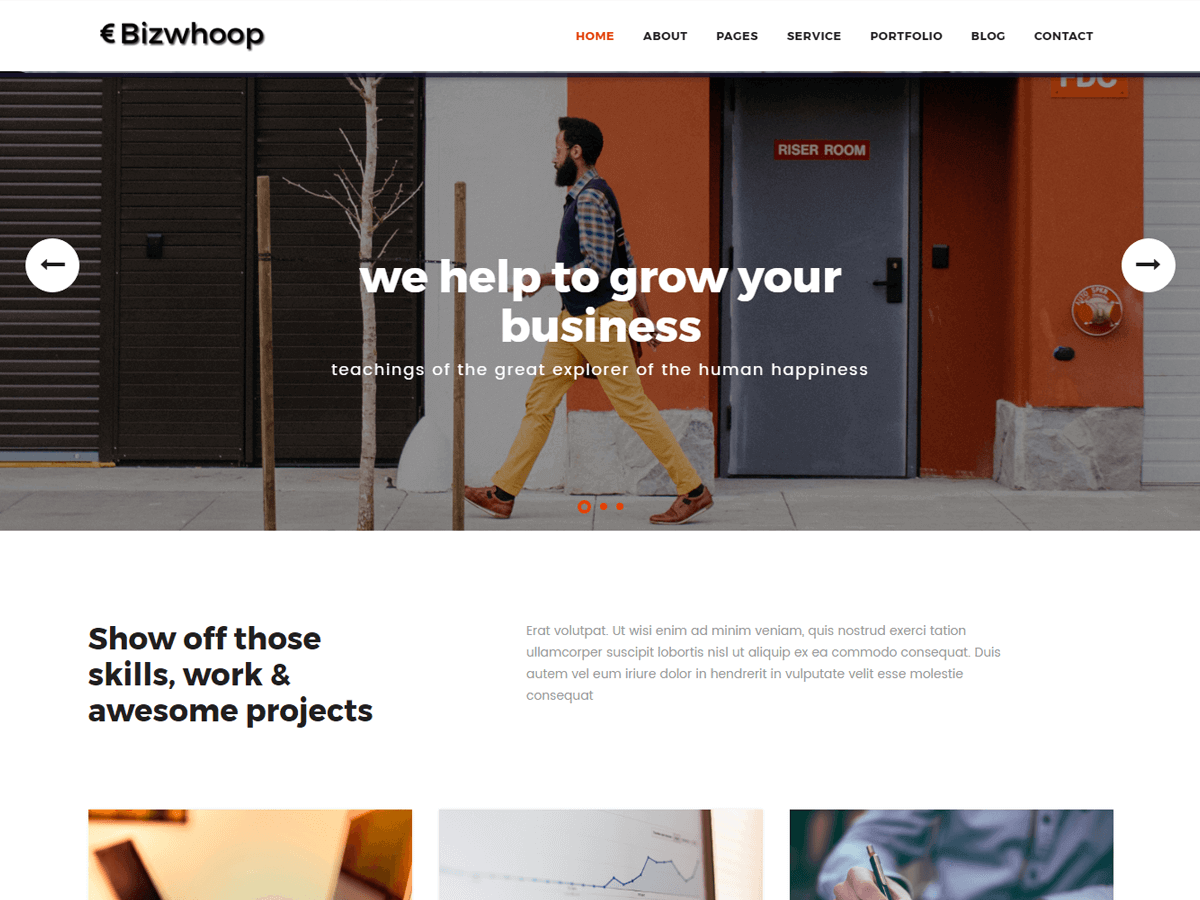 € Bizwhoop
HOME ABOUT PAGES SERVICE PORTFOLIO BLOG CONTACT
FDC
RISER ROOM
we help to grow your
business
teachings of the great explorer of the human happiness
Show off those
skills, work &
awesome projects
Erat volutpat. Ut wisi enim ad minim veniam, quis nostrud exerci tation
ullamcorper suscipit lobortis nisl ut aliquip ex ea commodo consequat. Duis
autem vel eum iriure dolor in hendrerit in vulputate velit esse molestie
consequat